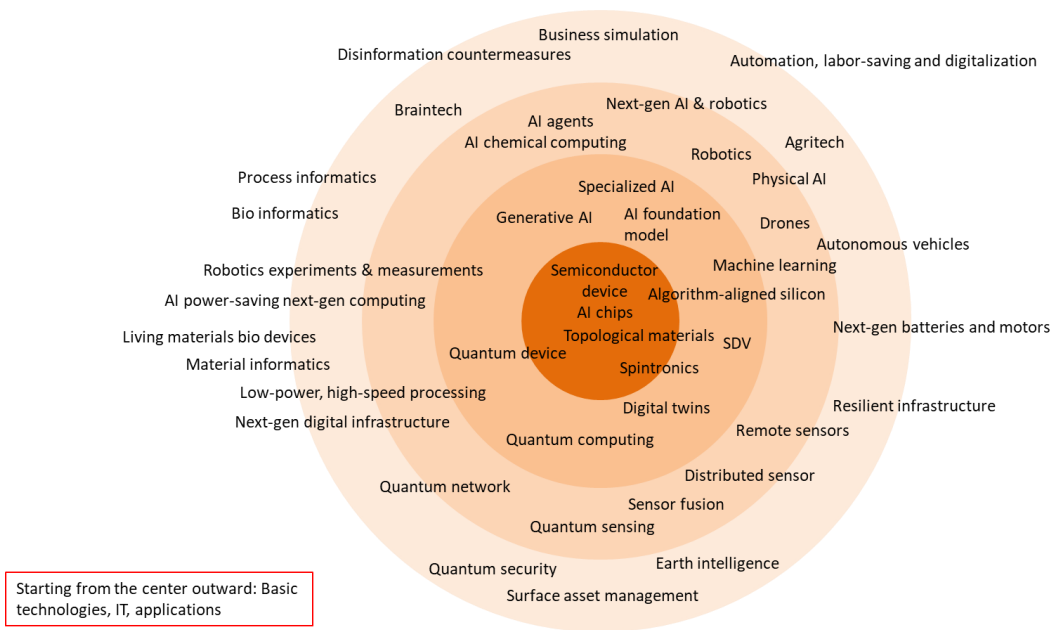 Business simulation
Disinformation countermeasures
Automation, labor-saving and digitalization
Next-gen AI & robotics
Braintech
AI agents
AI chemical computing
Agritech
Robotics
Process informatics
Physical AI
Specialized AI
Bio informatics
Generative AI
AI foundation
model
Drones
Autonomous vehicles
Machine learning
Robotics experiments & measurements
Semiconductor
device
Algorithm-aligned silicon
AI power-saving next-gen computing
AI chips
Next-gen batteries and motors
Living materials bio devices
Topological materials
SDV
Quantum device
Material informatics
Spintronics
Low-power, high-speed processing
Digital twins
Resilient infrastructure
Next-gen digital infrastructure
Remote sensors
Quantum computing
Distributed sensor
Quantum network
Sensor fusion
Quantum sensing
Earth intelligence
Quantum security
Surface asset management
Starting from the center outward: Basic
technologies, IT, applications